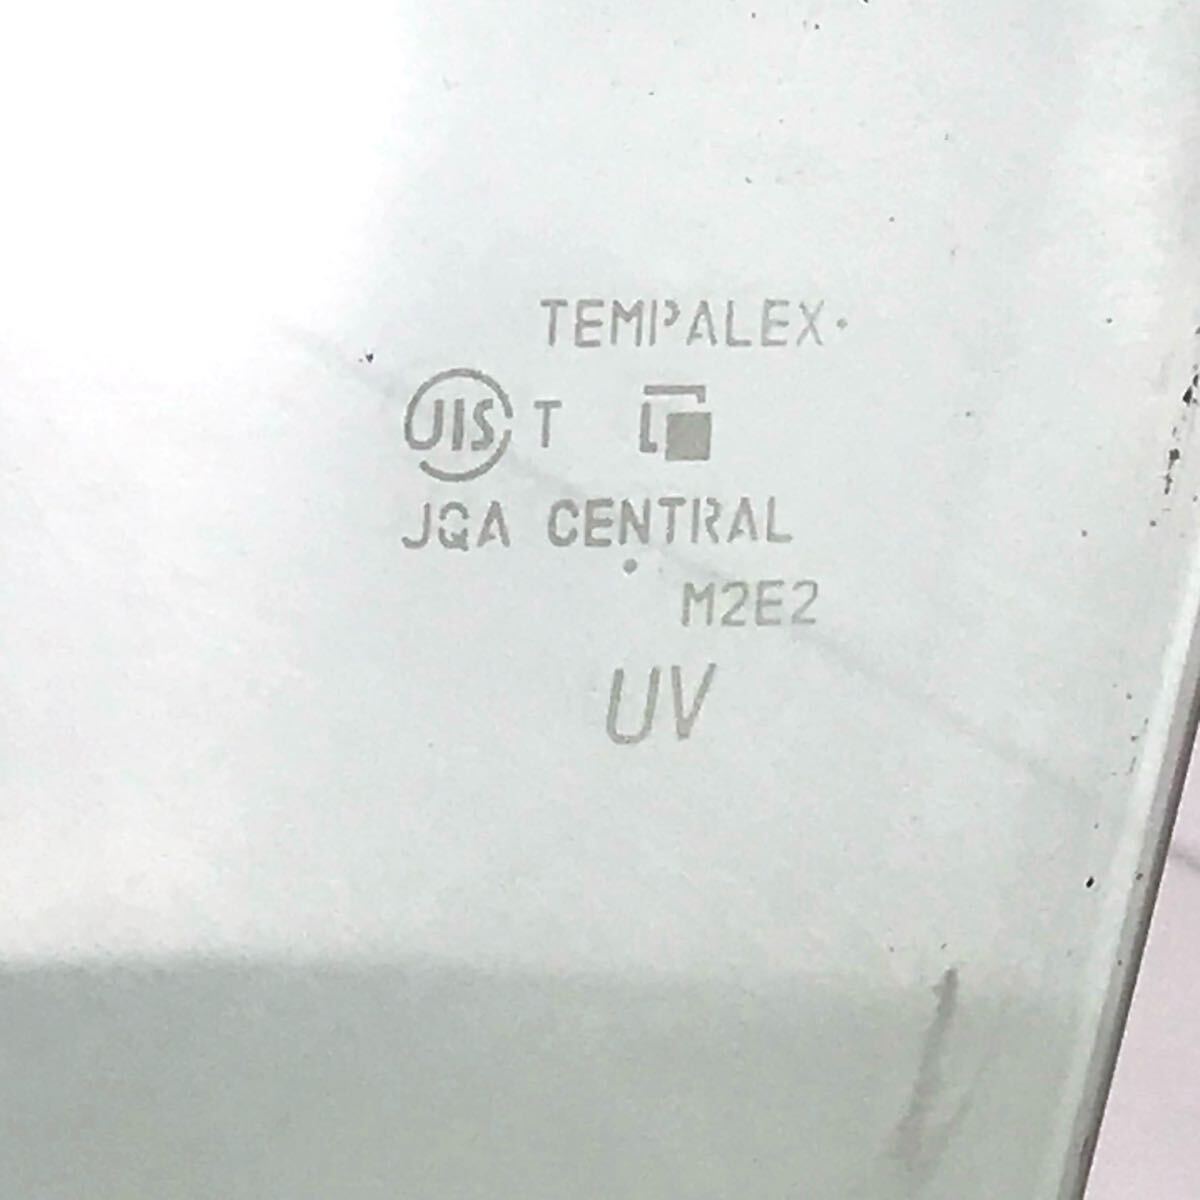 TEMPALEX
JIS T
JQA CENTRAL
M2E2
UV